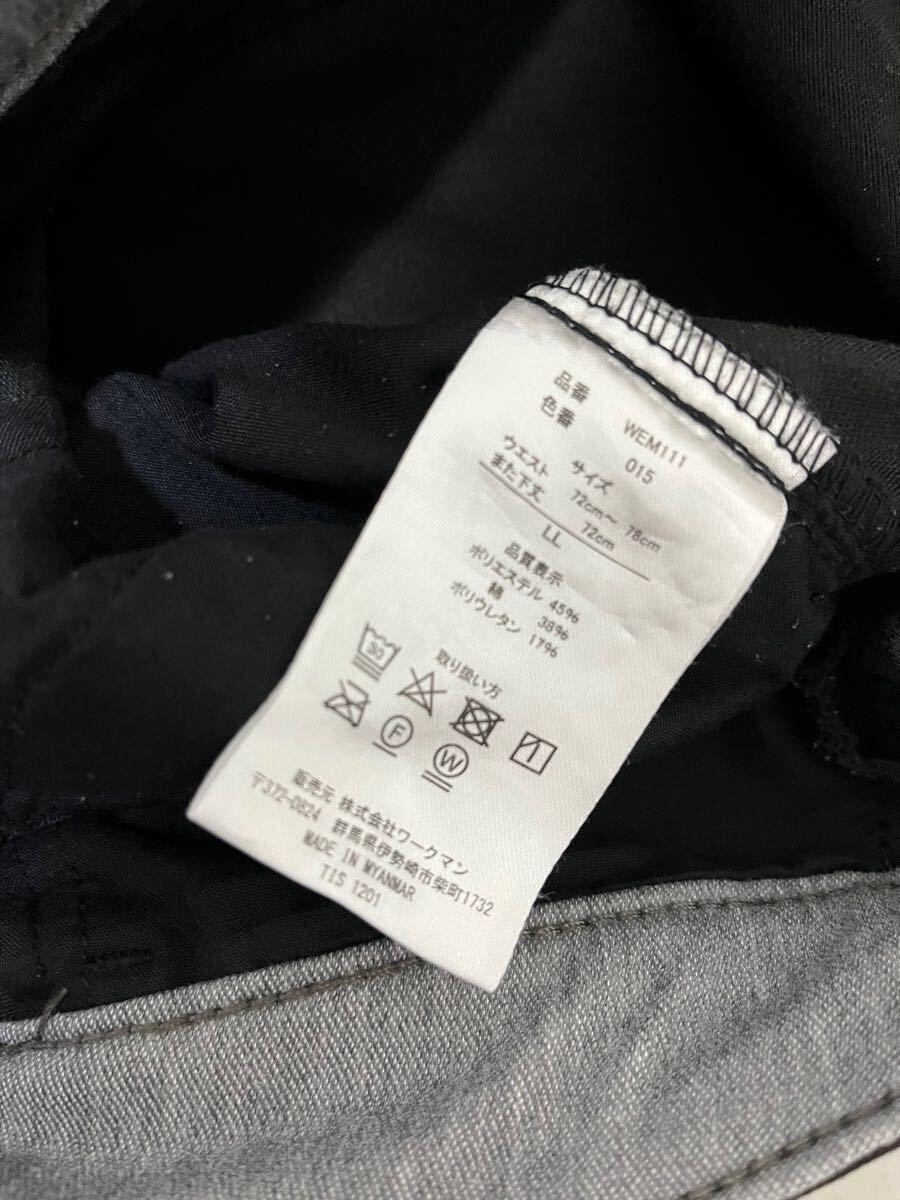 品番 WEM111
色番 015
サイズ
ウエスト 72cm～ 78cm
また下丈 72cm
LL
品質表示
ポリエステル 45%
綿 38%
ポリウレタン 17%
取り扱い方
30
F
W
販売元 株式会社ワークマン
〒372-0824 群馬県伊勢崎市柴町1732
MADE IN MYANMAR
TIS 1201